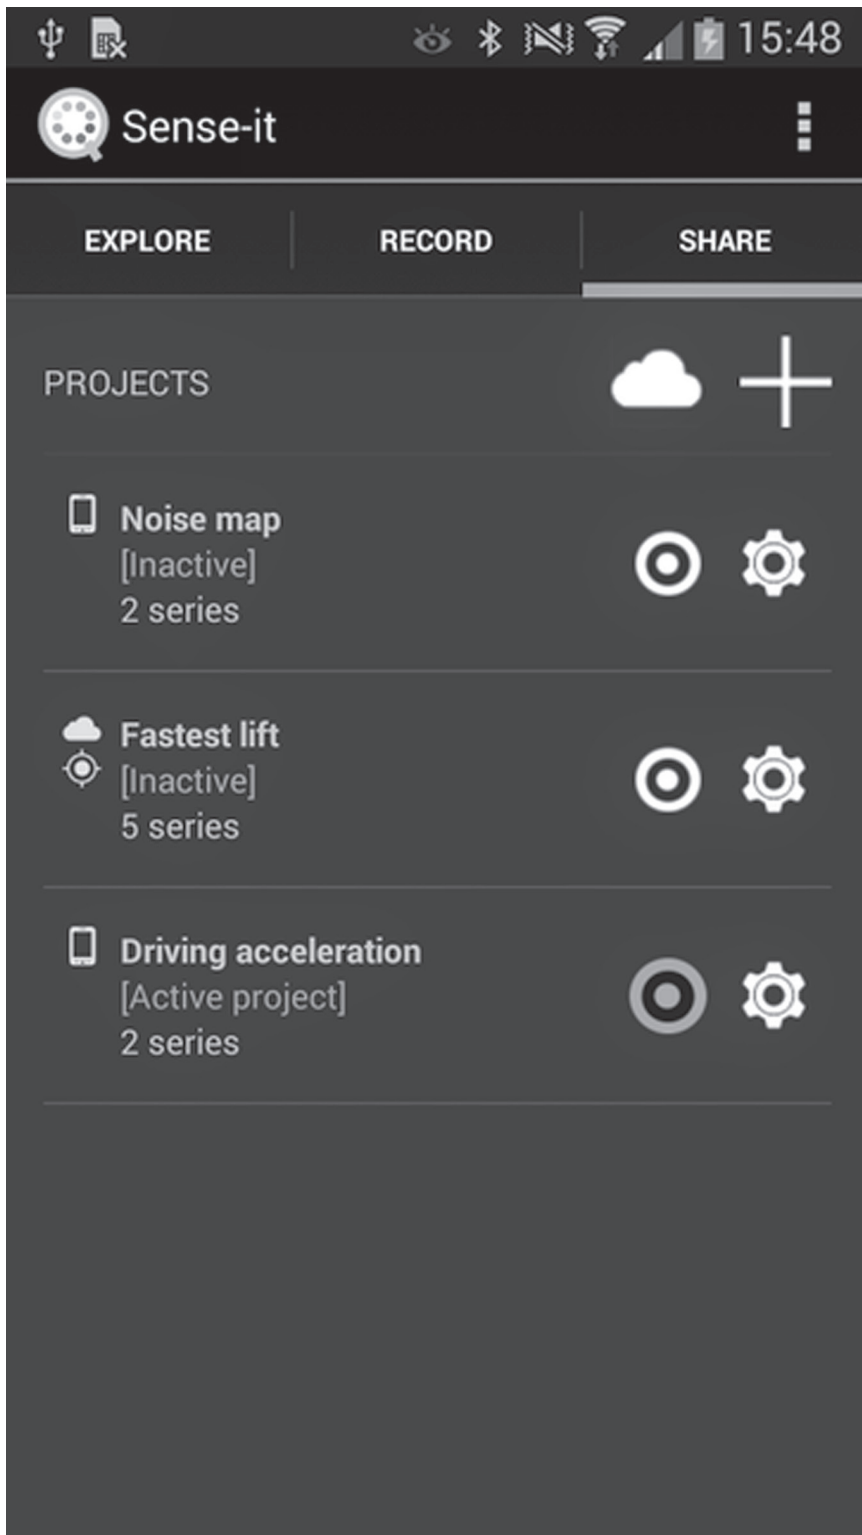 15:48
Sense-it
EXPLORE
RECORD
SHARE
PROJECTS
Noise map
[Inactive]
2 series
Fastest lift
[Inactive]
5 series
Driving acceleration
[Active project]
2 series